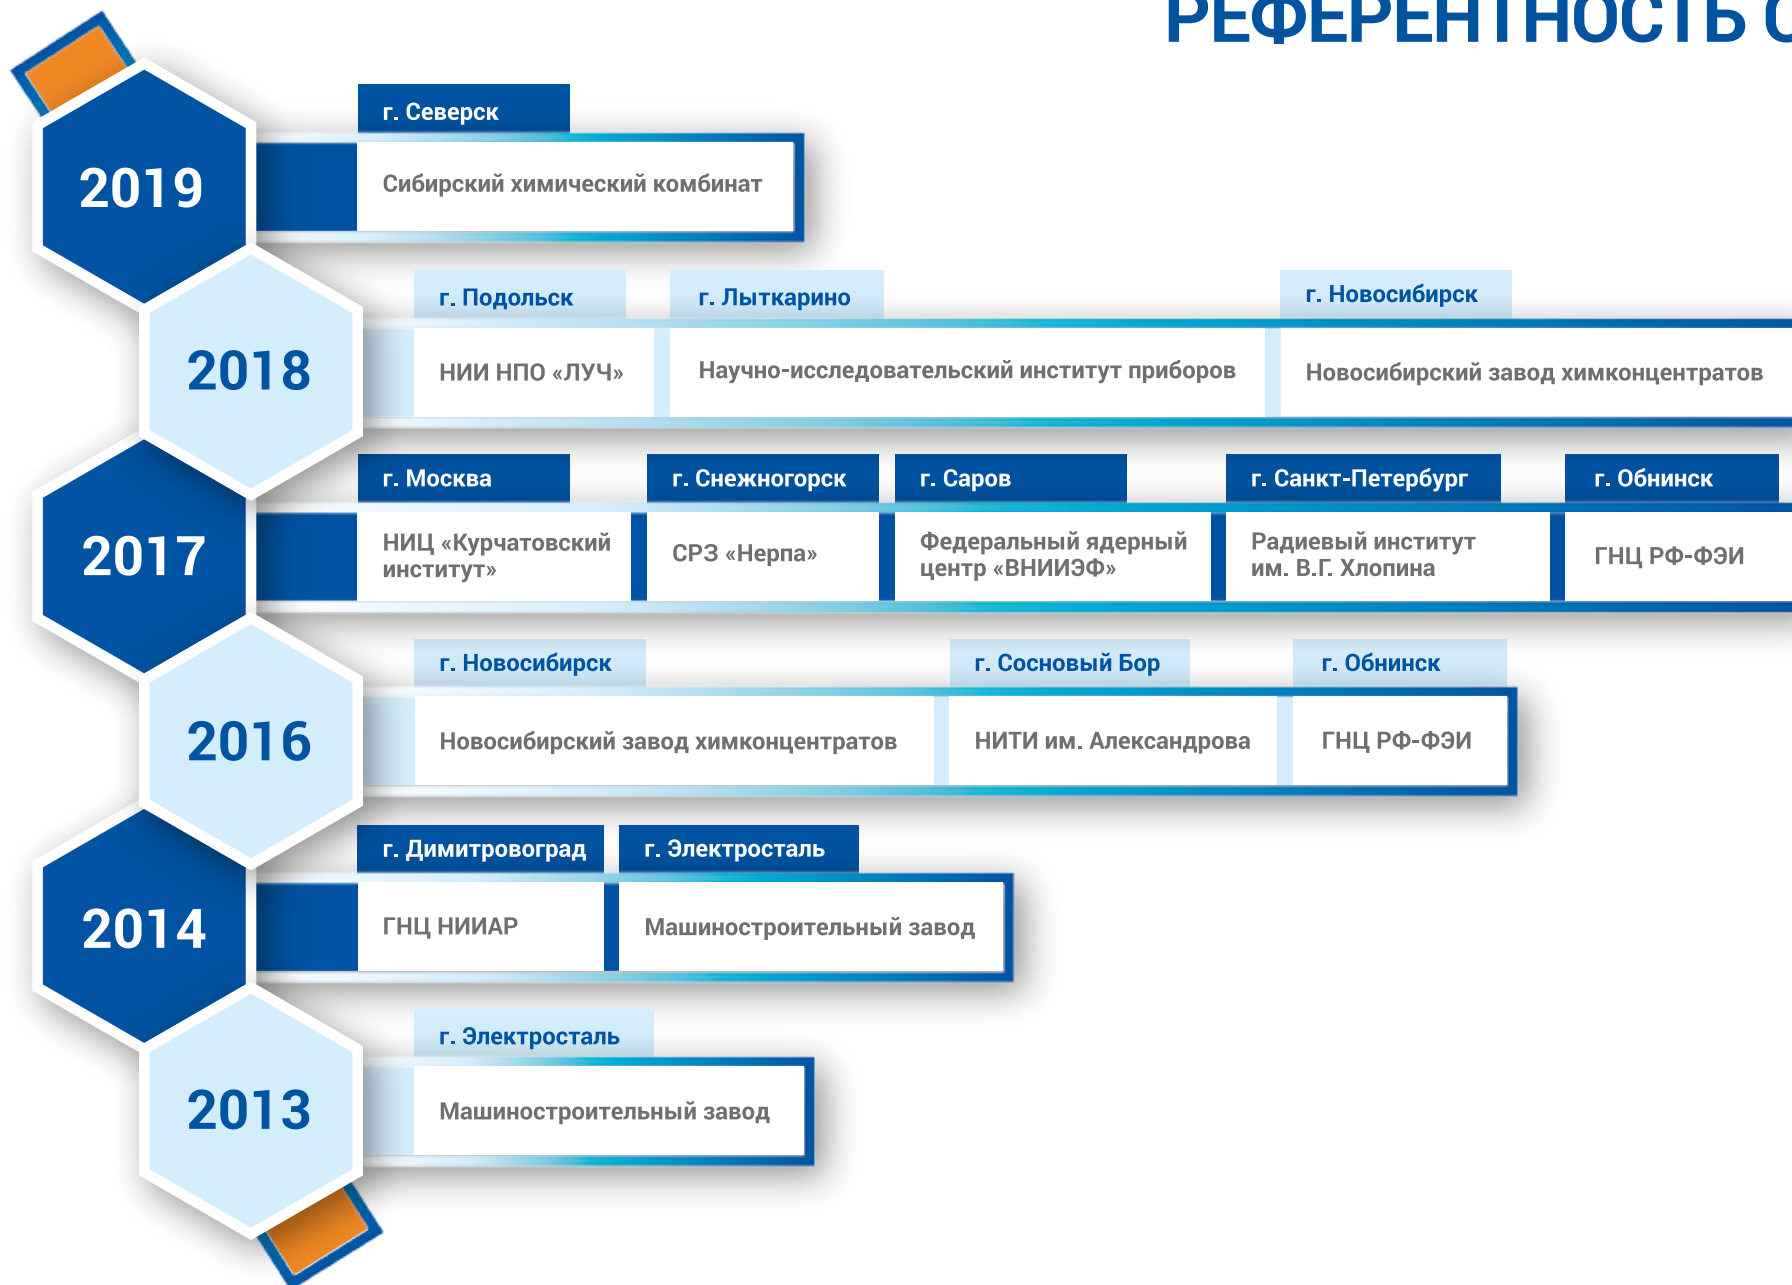 РЕФЕРЕНТНОСТЬ
г. Северск
2019
Сибирский химический комбинат
г. Подольск
г. Лыткарино
г. Новосибирск
2018
НИИ НПО «ЛУЧ»
Научно-исследовательский институт приборов
Новосибирский завод химконцентратов
г. Москва
г. Снежногорск
г. Саров
г. Санкт-Петербург
г. Обнинск
2017
НИЦ «Курчатовский
институт»
СРЗ «Нерпа»
Федеральный ядерный
центр «ВНИИЭФ»
Радиевый институт
им. В.Г. Хлопина
ГНЦ РФ-ФЭИ
г. Новосибирск
г. Сосновый Бор
г. Обнинск
2016
Новосибирский завод химконцентратов
НИТИ им. Александрова
ГНЦ РФ-ФЭИ
г. Димитровоград
г. Электросталь
2014
ГНЦ НИИАР
Машиностроительный завод
г. Электросталь
2013
Машиностроительный завод